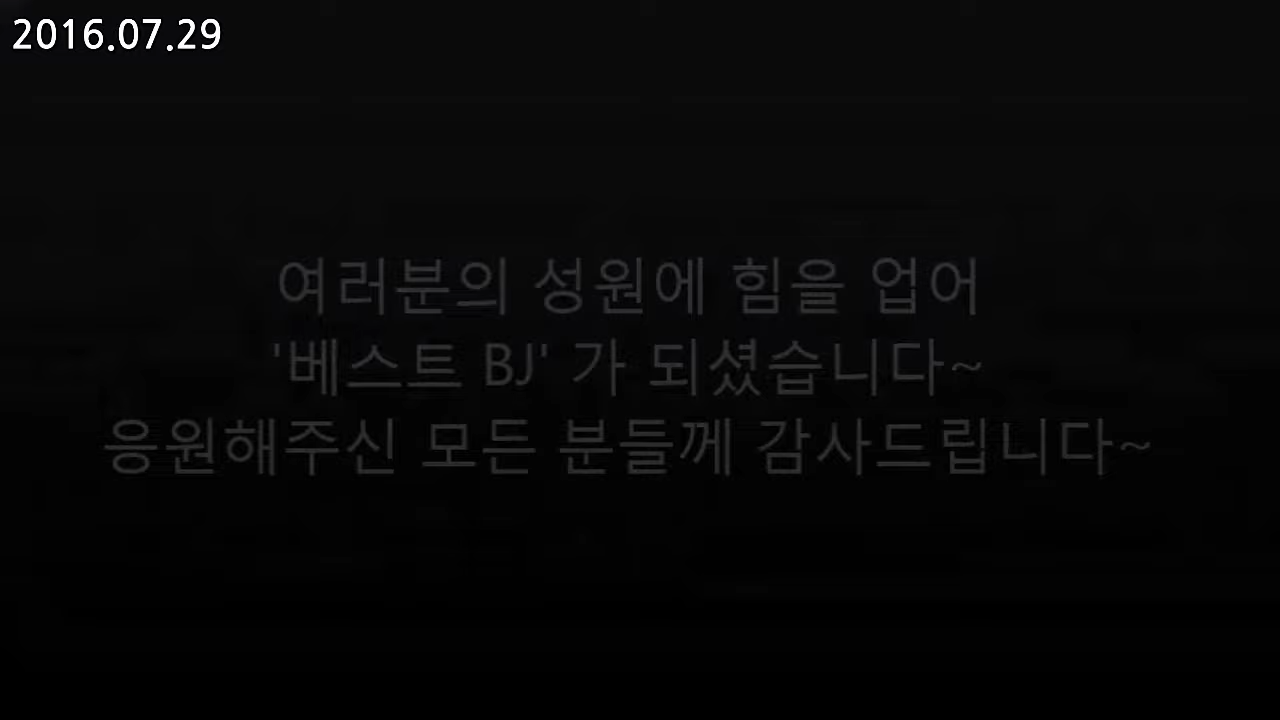 2016.07.29
여러분의 성원에 힘을 업어
'베스트 BJ' 가 되셨습니다~
응원해주신 모든 분들께 감사드립니다~